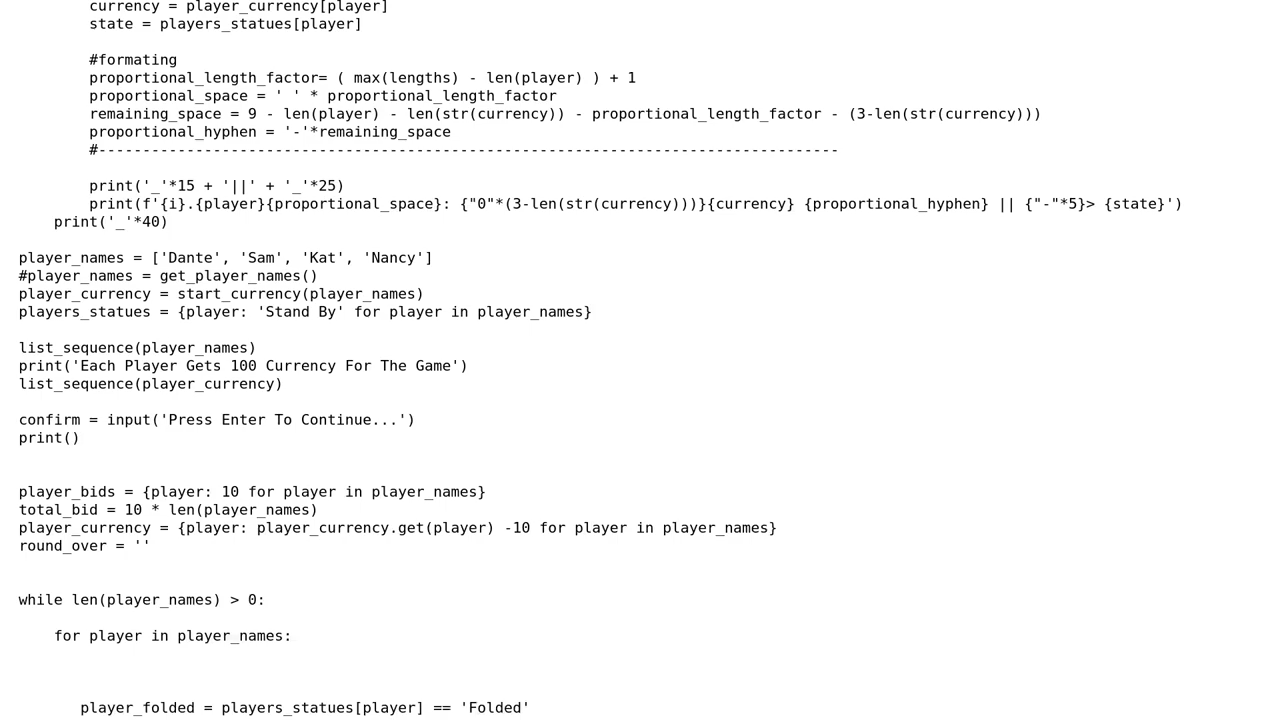 currency = player_currency[player]
state = players_statues[player]
#formating
proportional_length_factor= ( max(lengths) - len(player) ) + 1
proportional_space = ' ' * proportional_length_factor
remaining_space = 9 - len(player) - len(str(currency)) - proportional_length_factor - (3-len(str(currency)))
proportional_hyphen = '-'*remaining_space
#------------------------------------------------------------------------------------
print('_'*15 + '||' + '_'*25)
print(f'{i}.{player}{proportional_space}: {"0"*(3-len(str(currency)))}{currency} {proportional_hyphen} || {"-"*5}> {state}')
print('_'*40)
player_names = ['Dante', 'Sam', 'Kat', 'Nancy']
#player_names = get_player_names()
player_currency = start_currency(player_names)
players_statues = {player: 'Stand By' for player in player_names}
list_sequence(player_names)
print('Each Player Gets 100 Currency For The Game')
list_sequence(player_currency)
confirm = input('Press Enter To Continue...')
print()
player_bids = {player: 10 for player in player_names}
total_bid = 10 * len(player_names)
player_currency = {player: player_currency.get(player) -10 for player in player_names}
round_over = ''
while len(player_names) > 0:
for player in player_names:
player_folded = players_statues[player] == 'Folded'